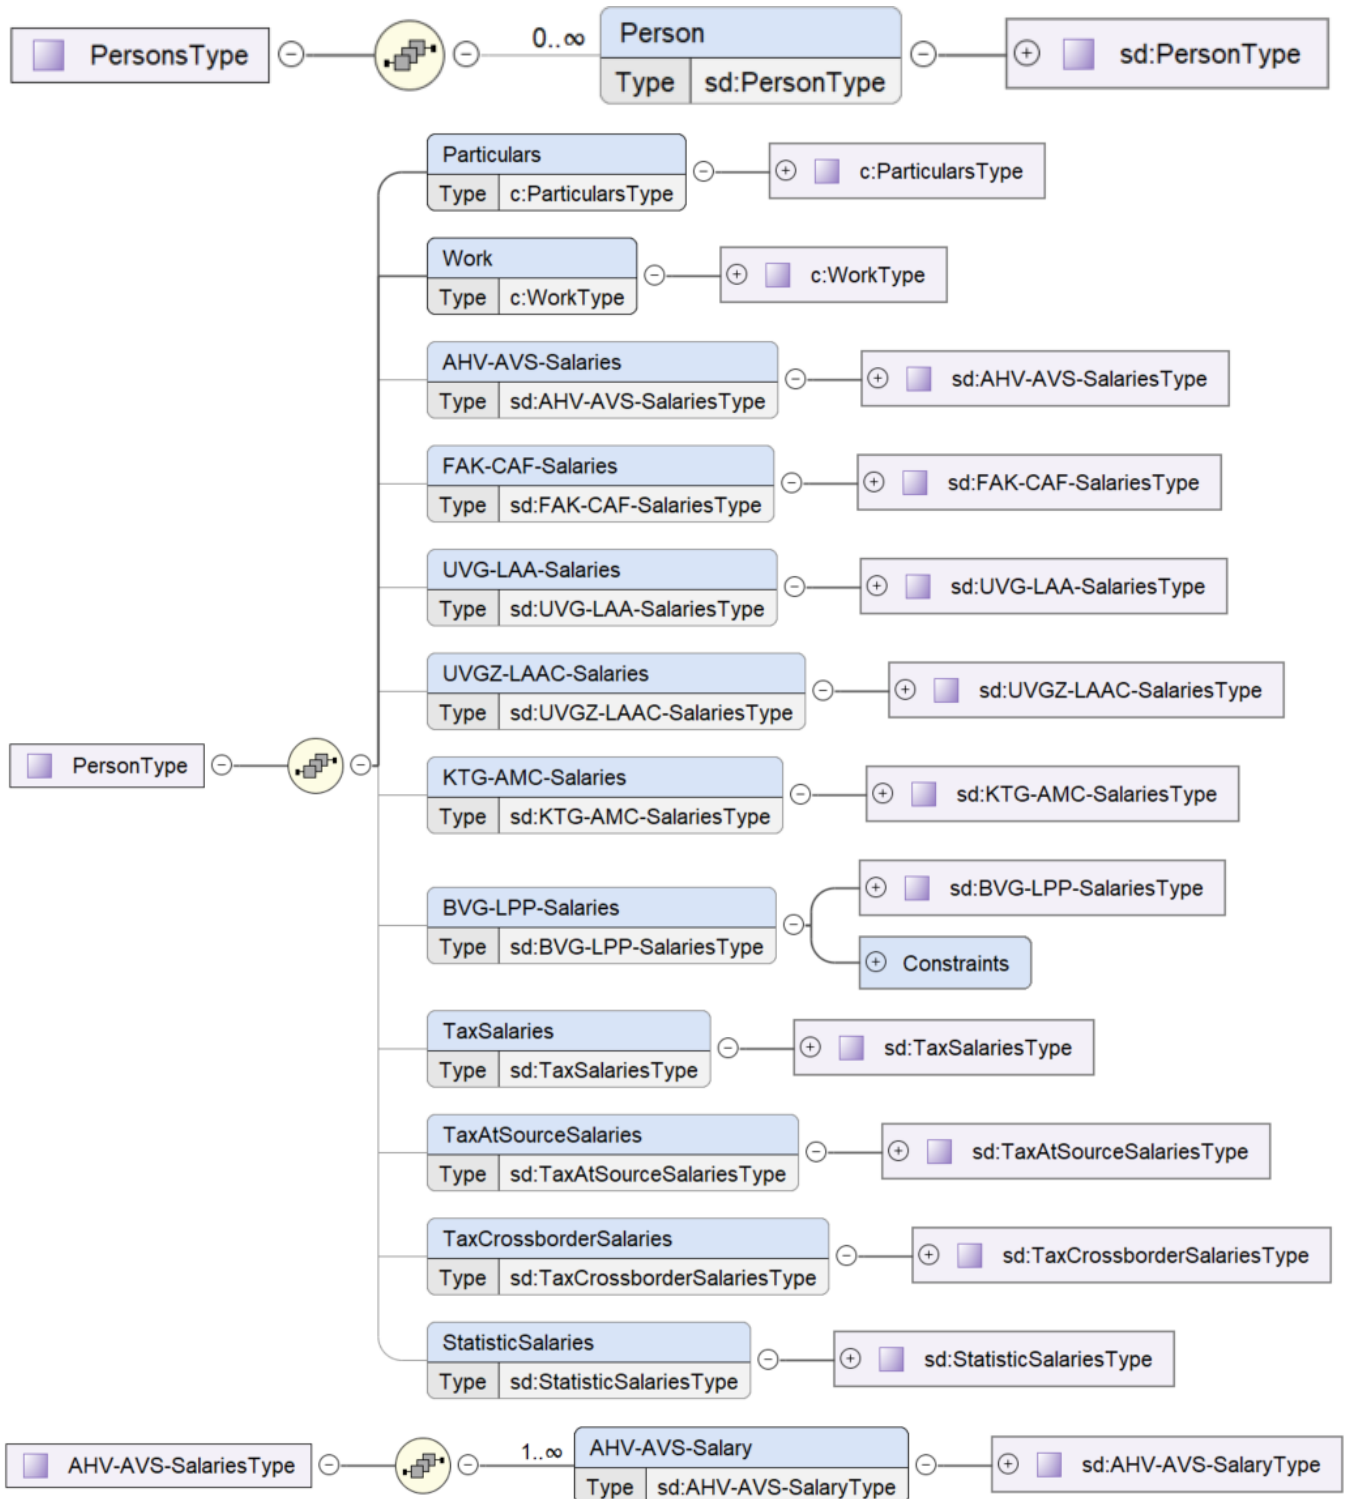 PersonsType
0..∞
Person
Type sd:PersonType
sd:PersonType
Particulars
Type c:ParticularsType
c:ParticularsType
Work
Type c:WorkType
c:WorkType
AHV-AVS-Salaries
Type sd:AHV-AVS-SalariesType
sd:AHV-AVS-SalariesType
FAK-CAF-Salaries
Type sd:FAK-CAF-SalariesType
sd:FAK-CAF-SalariesType
UVG-LAA-Salaries
Type sd:UVG-LAA-SalariesType
sd:UVG-LAA-SalariesType
UVGZ-LAAC-Salaries
Type sd:UVGZ-LAAC-SalariesType
sd:UVGZ-LAAC-SalariesType
PersonType
KTG-AMC-Salaries
Type sd:KTG-AMC-SalariesType
sd:KTG-AMC-SalariesType
BVG-LPP-Salaries
Type sd:BVG-LPP-SalariesType
sd:BVG-LPP-SalariesType
Constraints
TaxSalaries
Type sd:TaxSalariesType
sd:TaxSalariesType
TaxAtSourceSalaries
Type sd:TaxAtSourceSalariesType
sd:TaxAtSourceSalariesType
TaxCrossborderSalaries
Type sd:TaxCrossborderSalariesType
sd:TaxCrossborderSalariesType
StatisticSalaries
Type sd:StatisticSalariesType
sd:StatisticSalariesType
AHV-AVS-SalariesType
1..∞
AHV-AVS-Salary
Type sd:AHV-AVS-SalaryType
sd:AHV-AVS-SalaryType